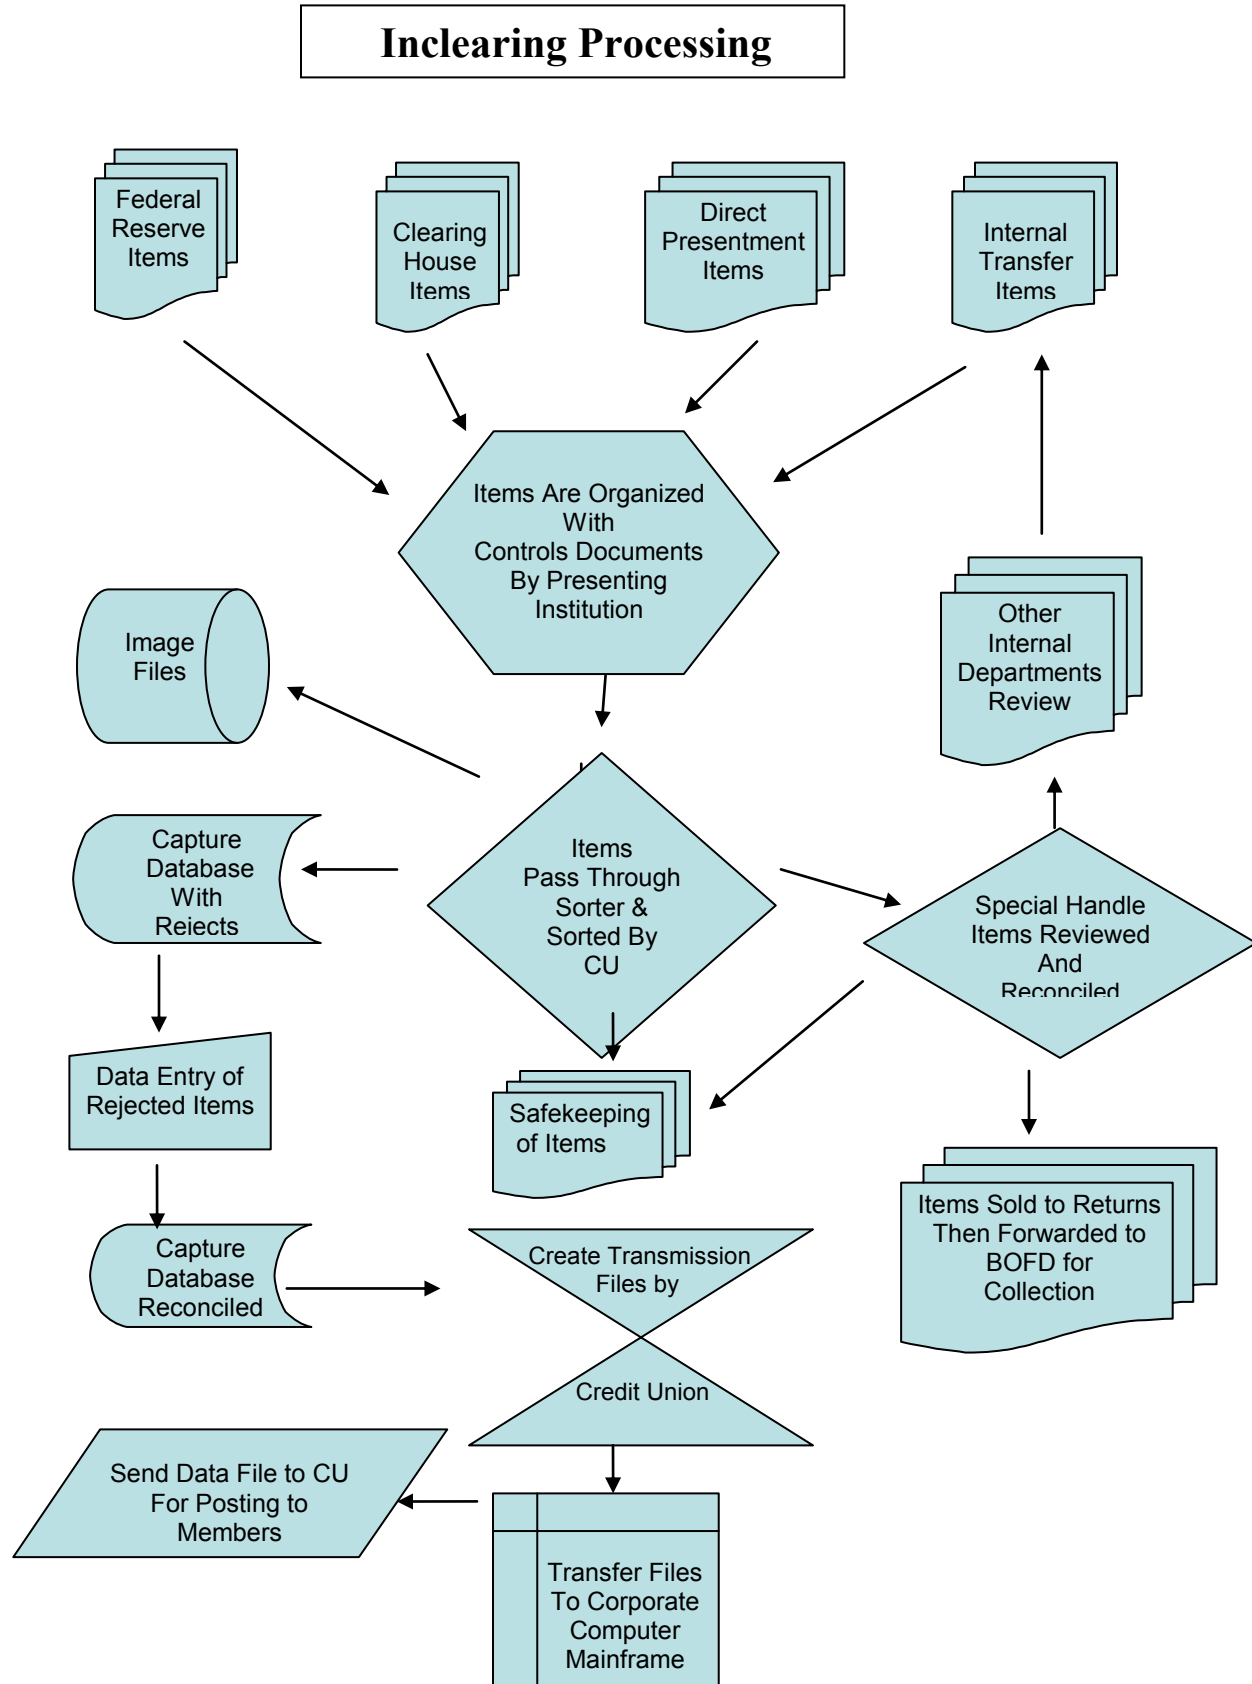 Inclearing Processing
Federal
Reserve
Items
Clearing
House
Items
Direct
Presentment
Items
Internal
Transfer
Items
Items Are Organized
With
Controls Documents
By Presenting
Institution
Other
Internal
Departments
Review
Image
Files
Capture
Database
With
Rejects
Items
Pass Through
Sorter &
Sorted By
CU
Special Handle
Items Reviewed
And
Reconciled
Data Entry of
Rejected Items
Safekeeping
of Items
Items Sold to Returns
Then Forwarded to
BOFD for
Collection
Capture
Database
Reconciled
Create Transmission
Files by
Credit Union
Send Data File to CU
For Posting to
Members
Transfer Files
To Corporate
Computer
Mainframe